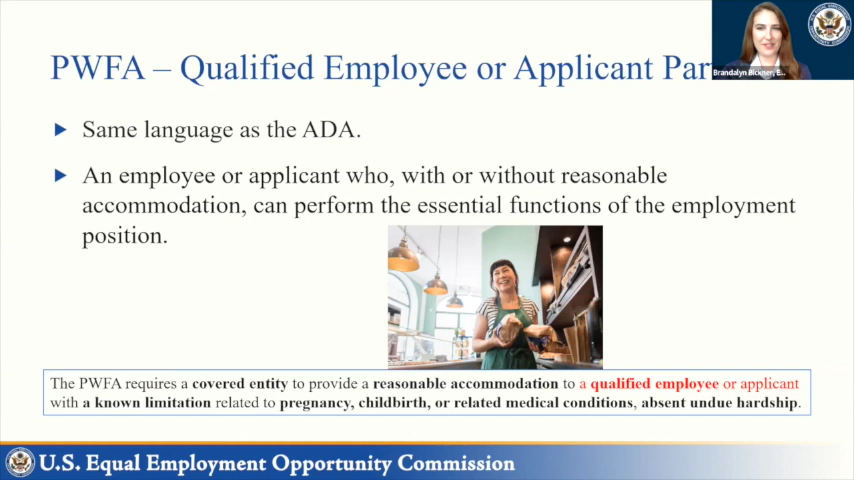 PWFA – Qualified Employee or Applicant Par
Brandalyn Bickner, E...
Same language as the ADA.
An employee or applicant who, with or without reasonable
accommodation, can perform the essential functions of the employment
position.
The PWFA requires a covered entity to provide a reasonable accommodation to a qualified employee or applicant
with a known limitation related to pregnancy, childbirth, or related medical conditions, absent undue hardship.
U.S. Equal Employment Opportunity Commission